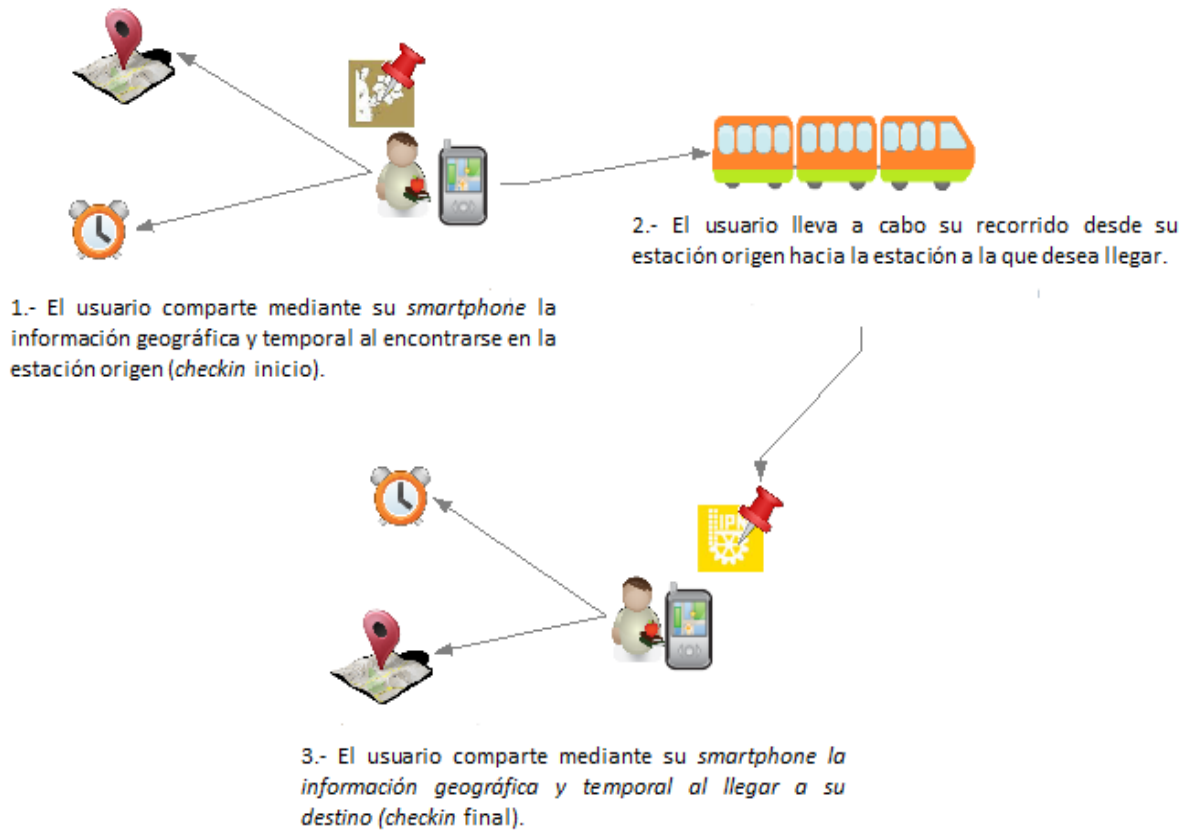 2.- El usuario lleva a cabo su recorrido desde su
estación origen hacia la estación a la que desea llegar.
1.- El usuario comparte mediante su smartphone la
información geográfica y temporal al encontrarse en la
estación origen (checkin inicio).
IPN
3.- El usuario comparte mediante su smartphone la
información geográfica y temporal al llegar a su
destino (checkin final).